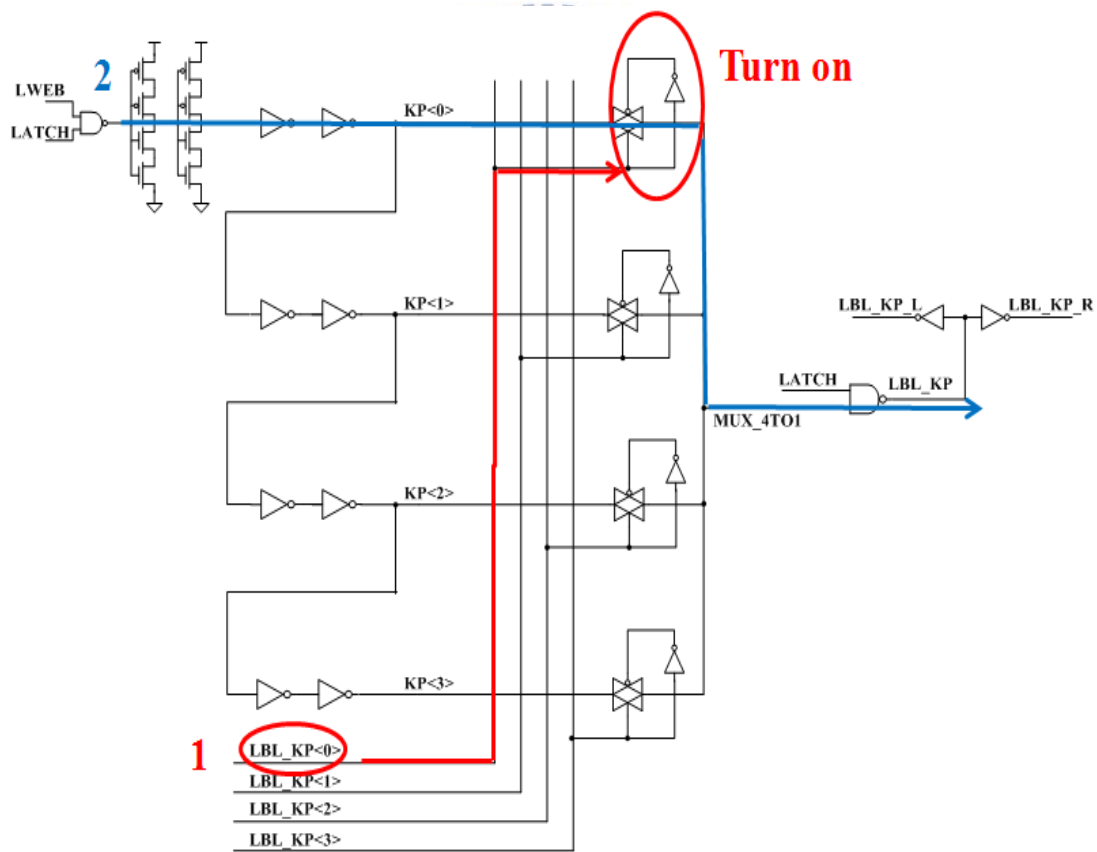 Turn on
2
LWEB
LATCH
KP<0>
KP<1>
LBL_KP_L
LBL_KP_R
LATCH
LBL_KP
MUX_4TO1
KP<2>
KP<3>
1
LBL_KP<0>
LBL_KP<1>
LBL_KP<2>
LBL_KP<3>